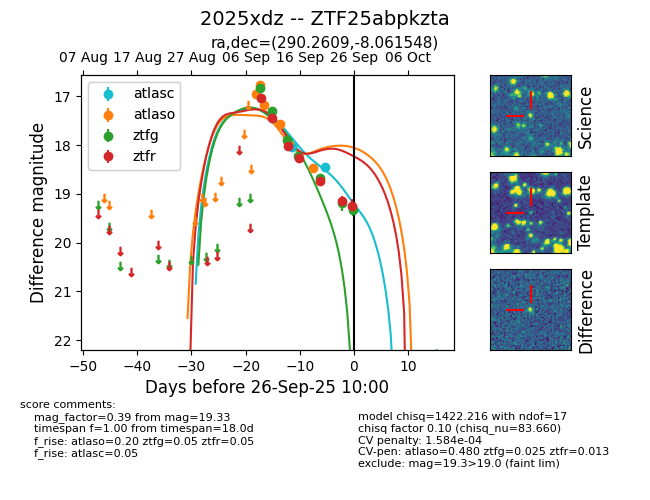 2025xdz -- ZTF25abpkzta
ra,dec=(290.2609,-8.061548)
07 Aug 17 Aug 27 Aug 06 Sep 16 Sep 26 Sep 06 Oct
atlasc
atlaso
ztfg
ztfr
17
18
19
20
21
22
Difference magnitude
−50 −40 −30 −20 −10 0 10
Days before 26-Sep-25 10:00
Science
Template
Difference
score comments:
mag_factor=0.39 from mag=19.33
timespan f=1.00 from timespan=18.0d
f_rise: atlaso=0.20 ztfg=0.05 ztfr=0.05
f_rise: atlasc=0.05
model chisq=1422.216 with ndof=17
chisq factor 0.10 (chisq_nu=83.660)
CV penalty: 1.584e-04
CV-pen: atlaso=0.480 ztfg=0.025 ztfr=0.013
exclude: mag=19.3>19.0 (faint lim)